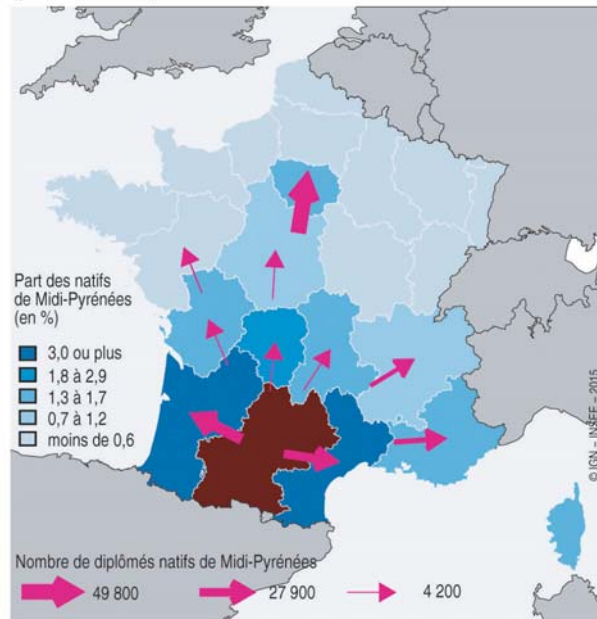 Part des natifs
de Midi-Pyrénées
(en %)
3,0 ou plus
1,8 à 2,9
1,3 à 1,7
0,7 à 1,2
moins de 0,6
© IGN - INSEE - 2015
Nombre de diplômés natifs de Midi-Pyrénées
49 800 27 900 4 200